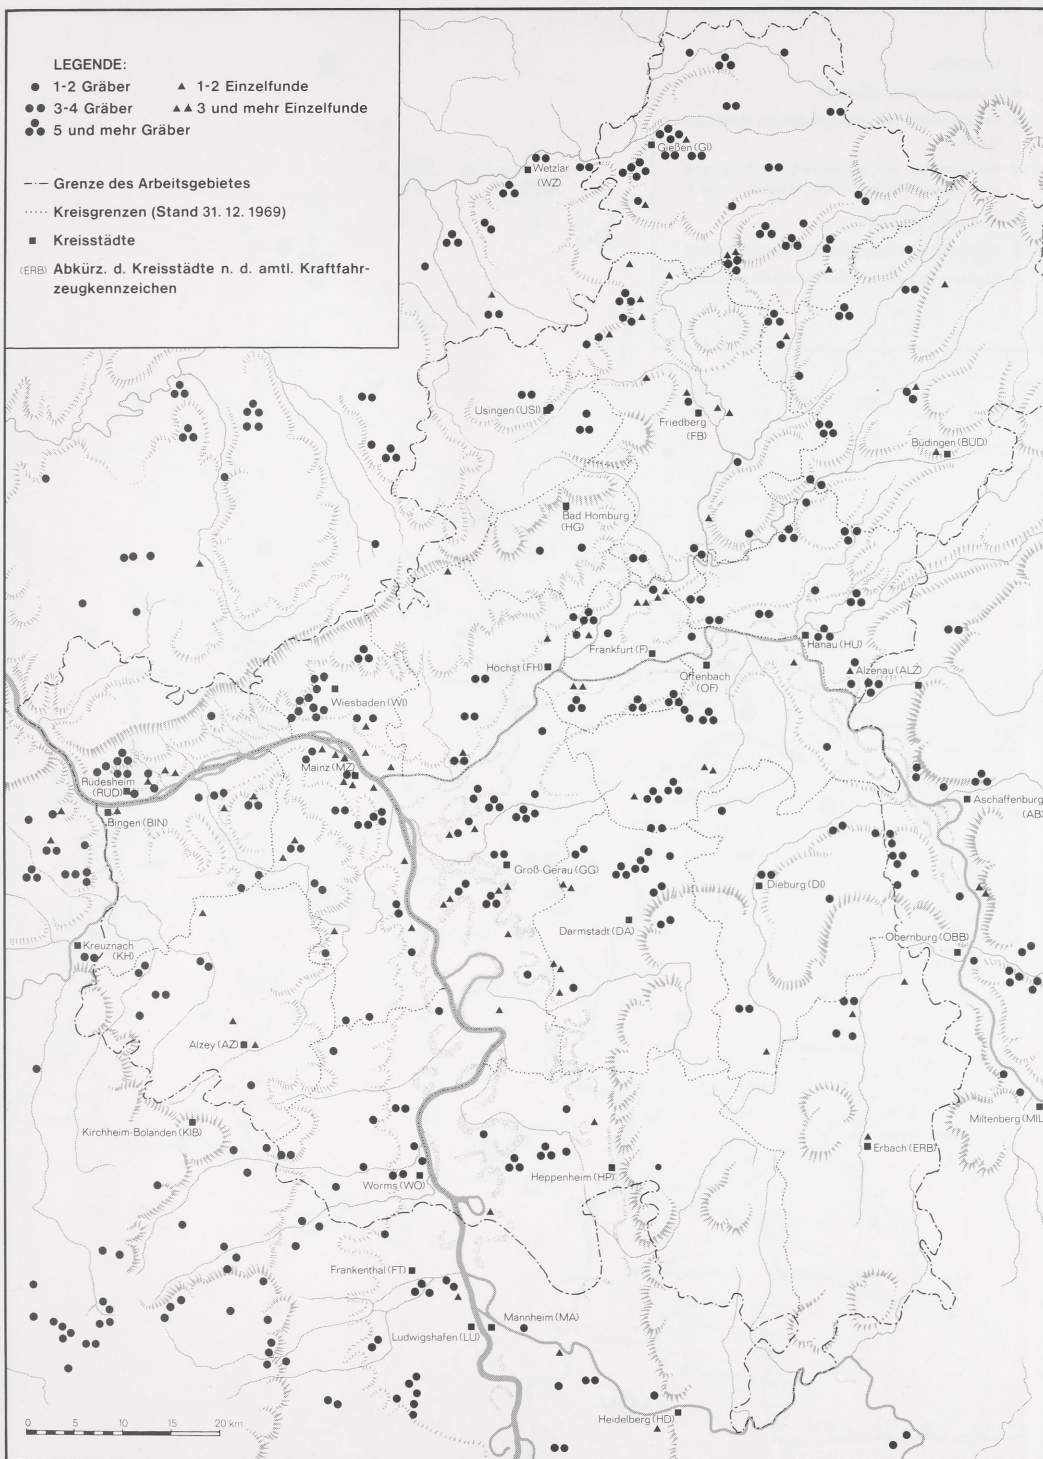 LEGENDE:
1-2 Gräber
1-2 Einzelfunde
3-4 Gräber
3 und mehr Einzelfunde
5 und mehr Gräber
Grenze des Arbeitsgebietes
Kreisgrenzen (Stand 31. 12. 1969)
Kreisstädte
(ERB) Abkürz. d. Kreisstädte n. d. amtl. Kraftfahr-
zeugkennzeichen
Gießen (GI)
Wetzlar
(WZ)
Usingen (USI)
Friedberg
(FB)
Büdingen (BÜD)
Bad Homburg
(HG)
Hanau (HU)
Frankfurt (F)
Höchst (FH)
Offenbach
(OF)
Alzenau (ALZ)
Wiesbaden (WI)
Mainz (MZ)
Rüdesheim
(RÜD)
Bingen (BIN)
Aschaffenburg
(AB)
Groß-Gerau (GG)
Dieburg (DI)
Darmstadt (DA)
Obernburg (OBB)
Kreuznach
(KH)
Alzey (AZ)
Miltenberg (MIL
Kirchheim-Bolanden (KIB)
Erbach (ERB)
Heppenheim (HP)
Worms (WO)
Frankenthal (FT)
Mannheim (MA)
Ludwigshafen (LU)
Heidelberg (HD)
0 5 10 15 20 km